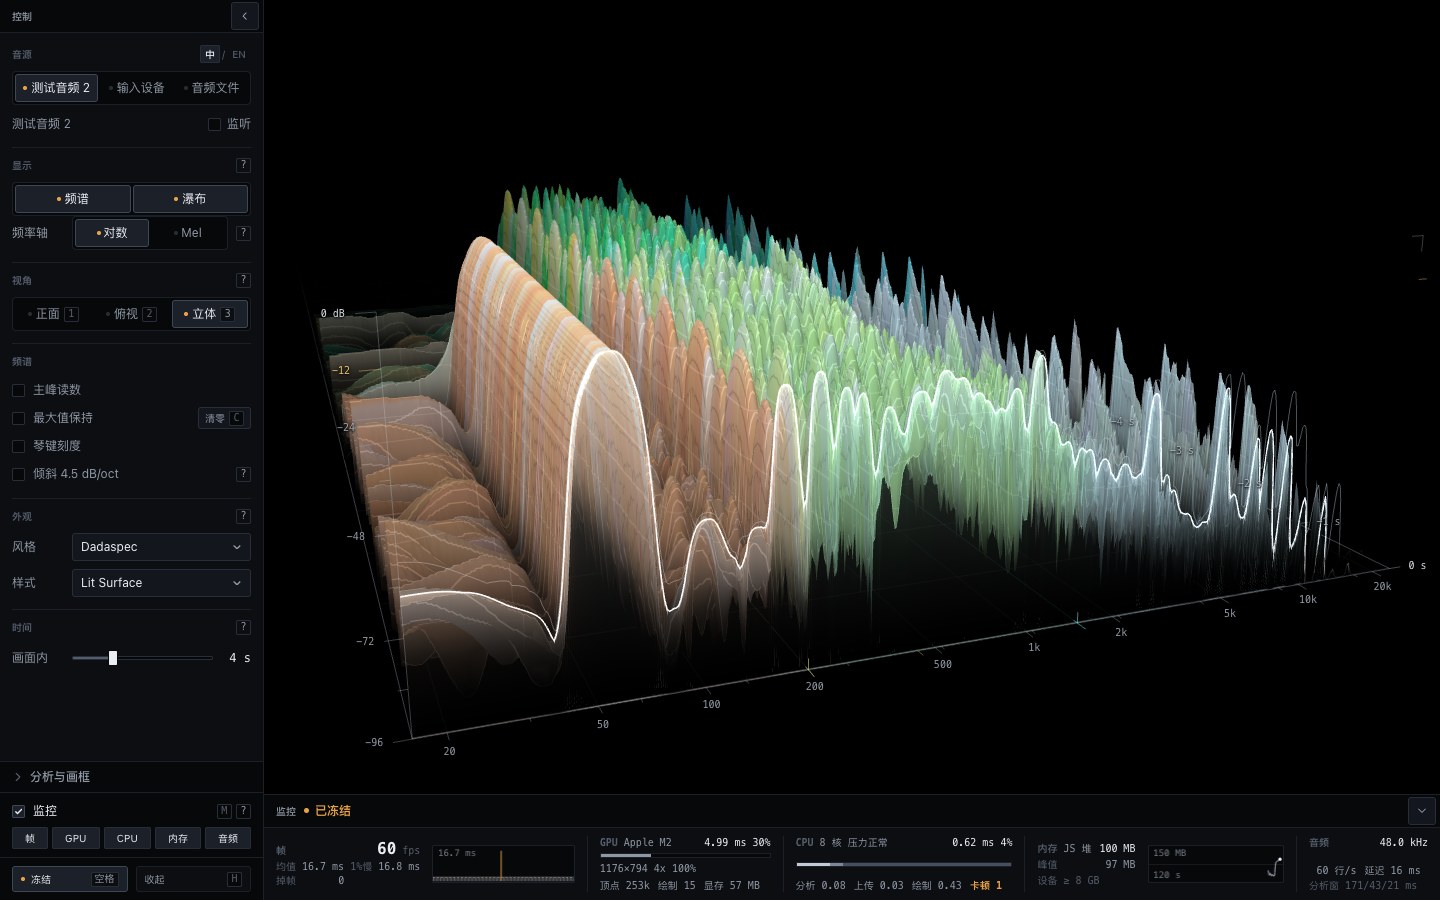 控制
音源 中 / EN
测试音频 2 输入设备 音频文件
测试音频 2 监听
显示 ?
频谱 瀑布
频率轴 对数 Mel ?
视角 ?
正面 1 俯视 2 立体 3
频谱
主峰读数
最大值保持 清零 C
琴键刻度
倾斜 4.5 dB/oct ?
外观 ?
风格 Dadaspec
样式 Lit Surface
时间 ?
画面内 4 s
分析与画框
监控 M ?
帧 GPU CPU 内存 音频
冻结 空格 收起 H
0 dB
−12
−24
−48
−72
−96
20
50
100
200
500
1k
2k
5k
10k
20k
0 s
−1 s
−2 s
−3 s
−4 s
监控 已冻结
帧 60 fps
均值 16.7 ms 1%慢 16.8 ms
掉帧 0
16.7 ms
GPU Apple M2 4.99 ms 30%
1176×794 4x 100%
顶点 253k 绘制 15 显存 57 MB
CPU 8 核 压力正常 0.62 ms 4%
分析 0.08 上传 0.03 绘制 0.43 卡顿 1
内存 JS 堆 100 MB
峰值 97 MB
设备 ≥ 8 GB
150 MB
120 s
音频 48.0 kHz
60 行/s 延迟 16 ms
分析窗 171/43/21 ms